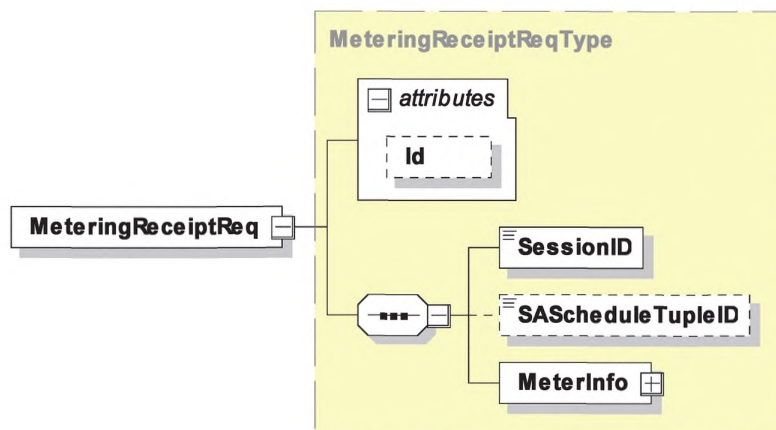 MeteringReceiptReqType
attributes
Id
MeteringReceiptReq
SessionID
SAScheduleTupleID
MeterInfo